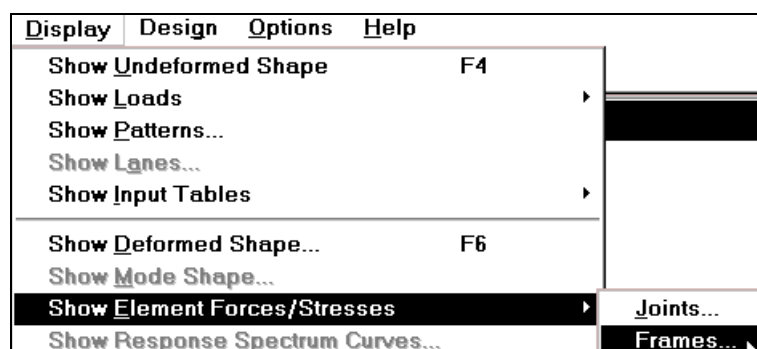 Display Design Options Help
Show Undeformed Shape F4
Show Loads
Show Patterns...
Show Lanes...
Show Input Tables
Show Deformed Shape... F6
Show Mode Shape...
Show Element Forces/Stresses Joints...
Show Response Spectrum Curves... Frames...